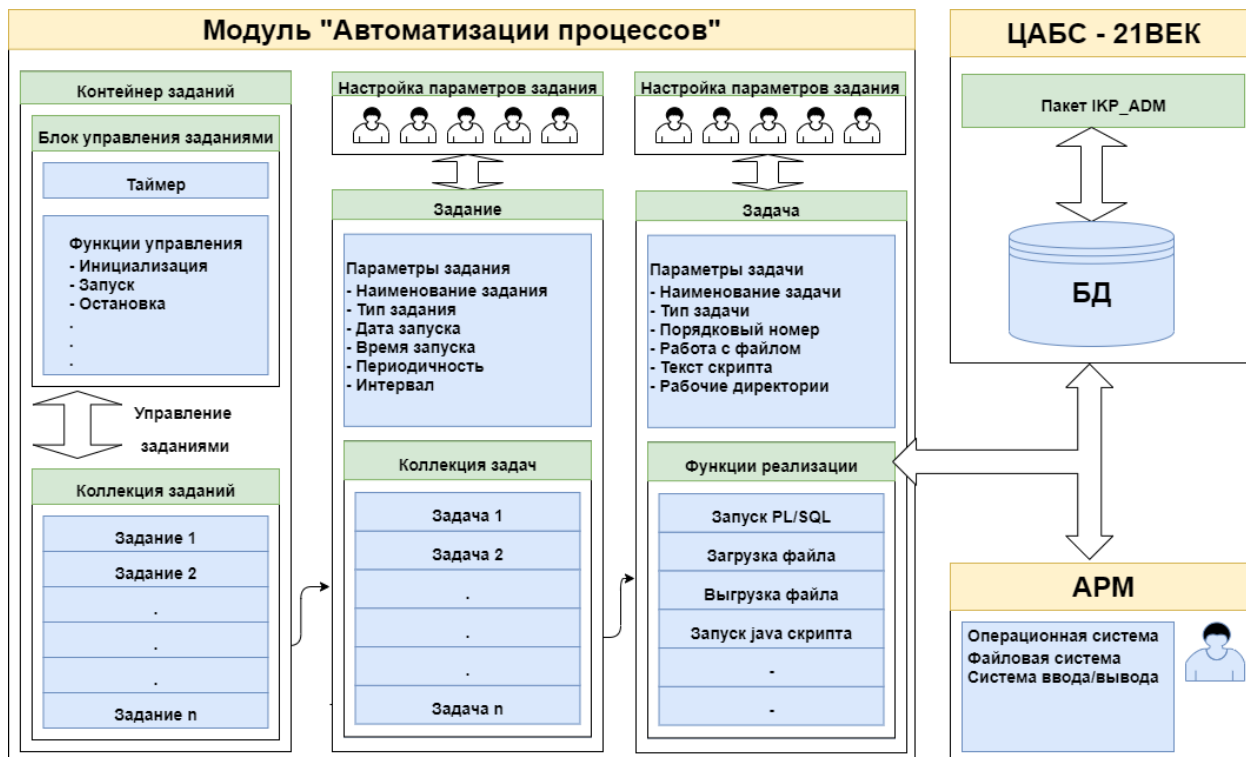 Модуль "Автоматизации процессов"
Контейнер заданий
Блок управления заданиями
Таймер
Функции управления
- Инициализация
- Запуск
- Остановка
.
.
.
Управление
заданиями
Коллекция заданий
Задание 1
Задание 2
.
.
.
Задание n
Настройка параметров задания
Задание
Параметры задания
- Наименование задания
- Тип задания
- Дата запуска
- Время запуска
- Периодичность
- Интервал
Коллекция задач
Задача 1
Задача 2
.
.
.
Задача n
Настройка параметров задания
Задача
Параметры задачи
- Наименование задачи
- Тип задачи
- Порядковый номер
- Работа с файлом
- Текст скрипта
- Рабочие директории
Функции реализации
Запуск PL/SQL
Загрузка файла
Выгрузка файла
Запуск java скрипта
-
-
ЦАБС - 21ВЕК
Пакет IKP_ADM
БД
АРМ
Операционная система
Файловая система
Система ввода/вывода